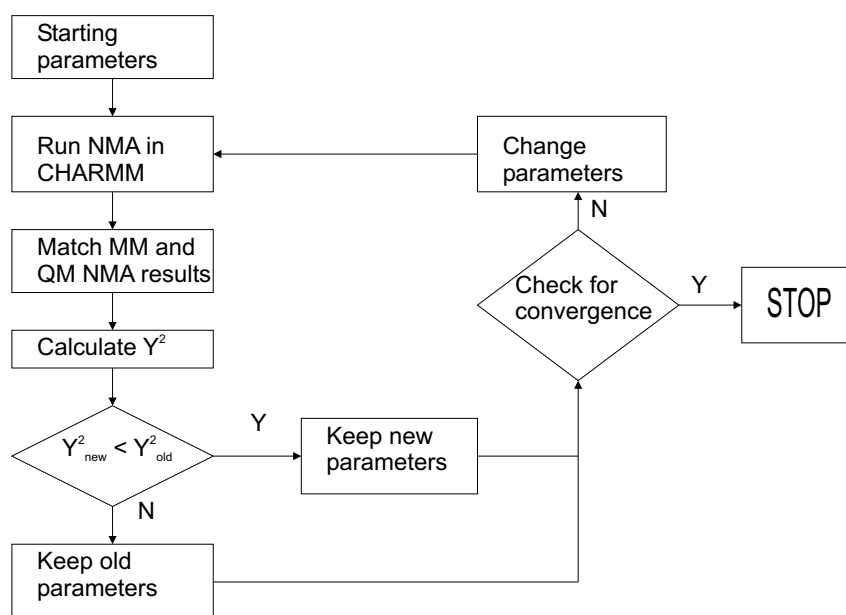 Starting
parameters
Run NMA in
CHARMM
Match MM and
QM NMA results
Calculate Y²
Y²new < Y²old
Y
N
Keep new
parameters
Keep old
parameters
Change
parameters
N
Check for
convergence
Y
STOP